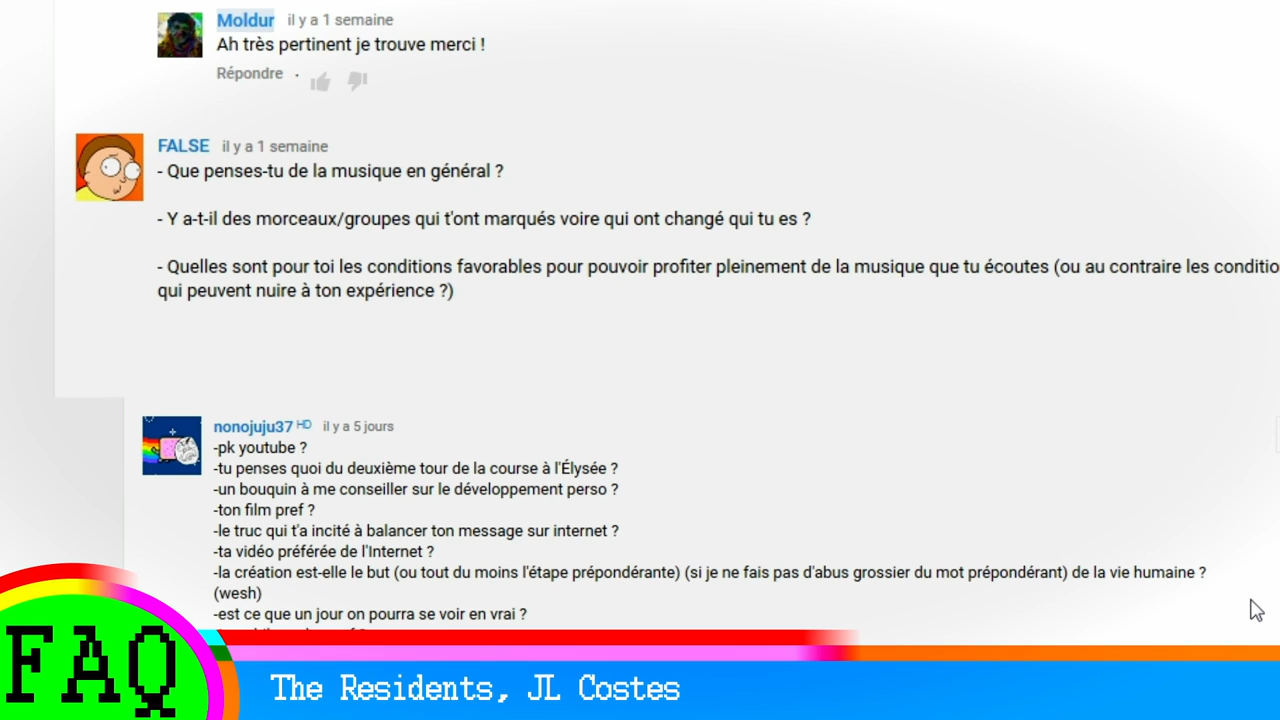 Moldur il y a 1 semaine
Ah très pertinent je trouve merci !
Répondre ·
FALSE il y a 1 semaine
- Que penses-tu de la musique en général ?
- Y a-t-il des morceaux/groupes qui t'ont marqués voire qui ont changé qui tu es ?
- Quelles sont pour toi les conditions favorables pour pouvoir profiter pleinement de la musique que tu écoutes (ou au contraire les conditio
qui peuvent nuire à ton expérience ?)
nonojuju37 HD il y a 5 jours
-pk youtube ?
-tu penses quoi du deuxième tour de la course à l'Élysée ?
-un bouquin à me conseiller sur le développement perso ?
-ton film pref ?
-le truc qui t'a incité à balancer ton message sur internet ?
-ta vidéo préférée de l'Internet ?
-la création est-elle le but (ou tout du moins l'étape prépondérante) (si je ne fais pas d'abus grossier du mot prépondérant) de la vie humaine ?
(wesh)
-est ce que un jour on pourra se voir en vrai ?
FAQ
The Residents, JL Costes